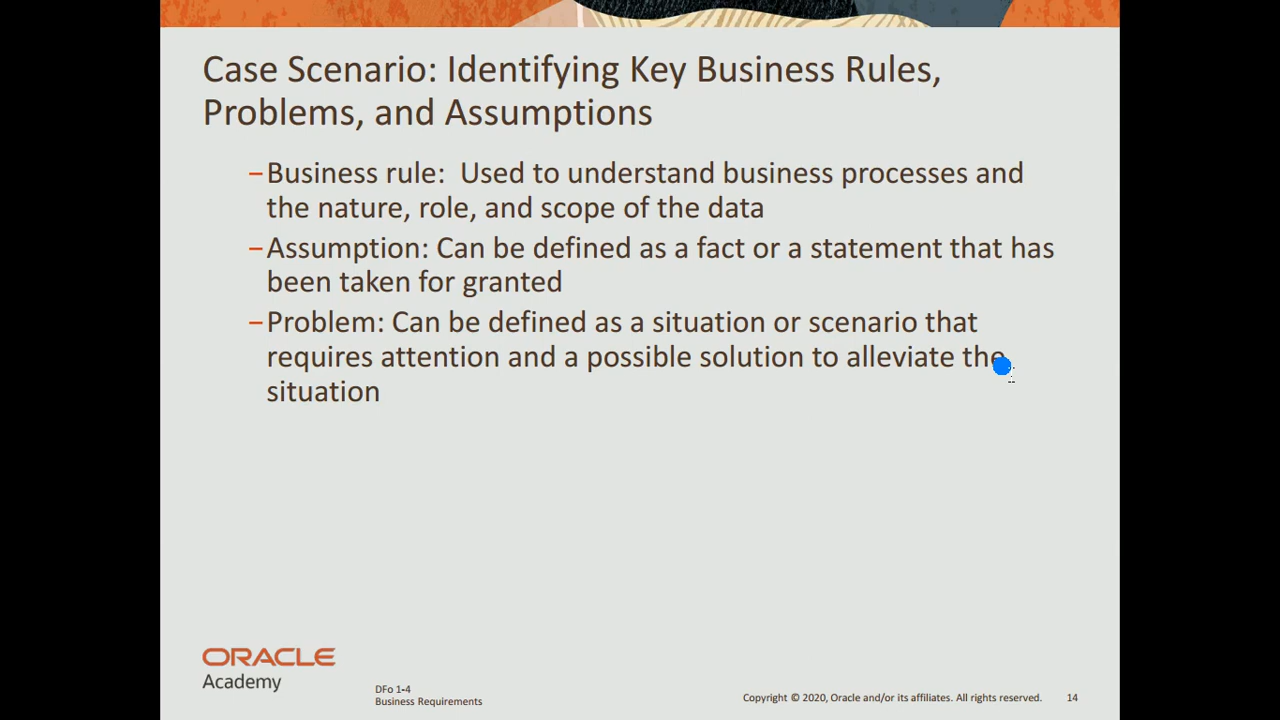 Case Scenario: Identifying Key Business Rules,
Problems, and Assumptions
–Business rule:  Used to understand business processes and
the nature, role, and scope of the data
–Assumption: Can be defined as a fact or a statement that has
been taken for granted
–Problem: Can be defined as a situation or scenario that
requires attention and a possible solution to alleviate the
situation
ORACLE
Academy
DFo 1-4
Business Requirements
Copyright © 2020, Oracle and/or its affiliates. All rights reserved.
14